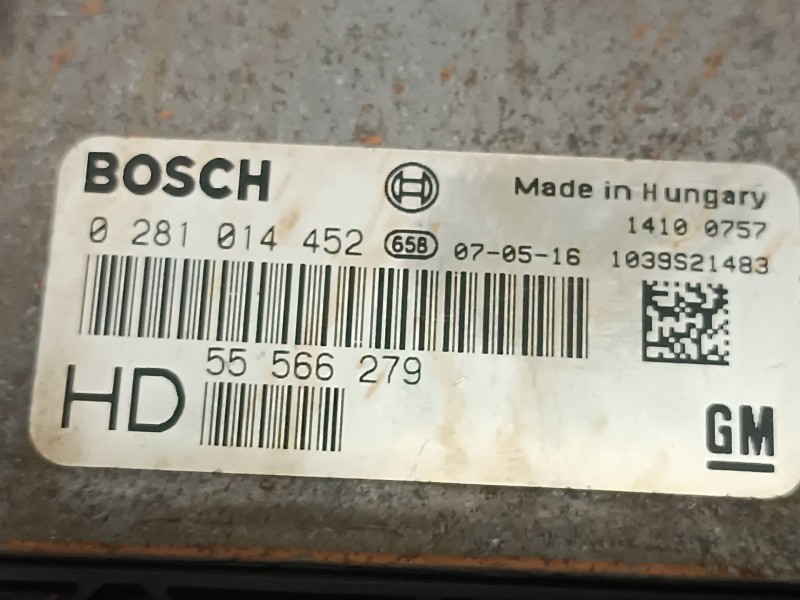 BOSCH
Made in Hungary
1410 0757
0 281 014 452 65B 07-05-16 1039S21483
55 566 279
HD
GM